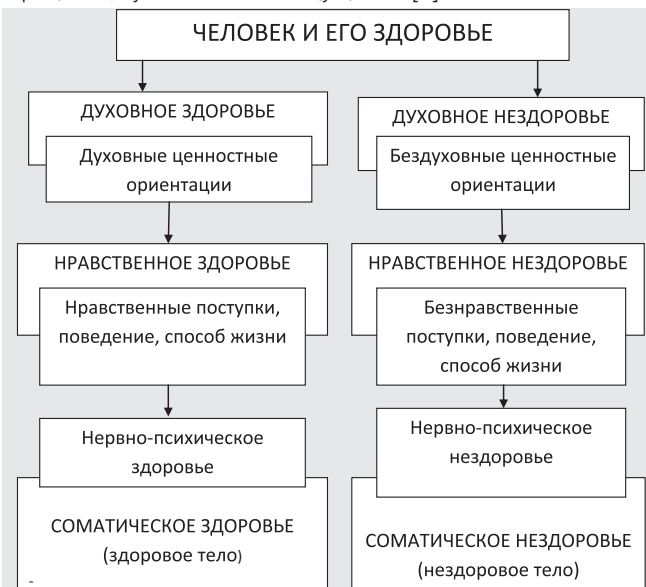 ЧЕЛОВЕК И ЕГО ЗДОРОВЬЕ
ДУХОВНОЕ ЗДОРОВЬЕ
Духовные ценностные
ориентации
НРАВСТВЕННОЕ ЗДОРОВЬЕ
Нравственные поступки,
поведение, способ жизни
Нервно-психическое
здоровье
СОМАТИЧЕСКОЕ ЗДОРОВЬЕ
(здоровое тело)
-
ДУХОВНОЕ НЕЗДОРОВЬЕ
Бездуховные ценностные
ориентации
НРАВСТВЕННОЕ НЕЗДОРОВЬЕ
Безнравственные
поступки, поведение,
способ жизни
Нервно-психическое
нездоровье
СОМАТИЧЕСКОЕ НЕЗДОРОВЬЕ
(нездоровое тело)